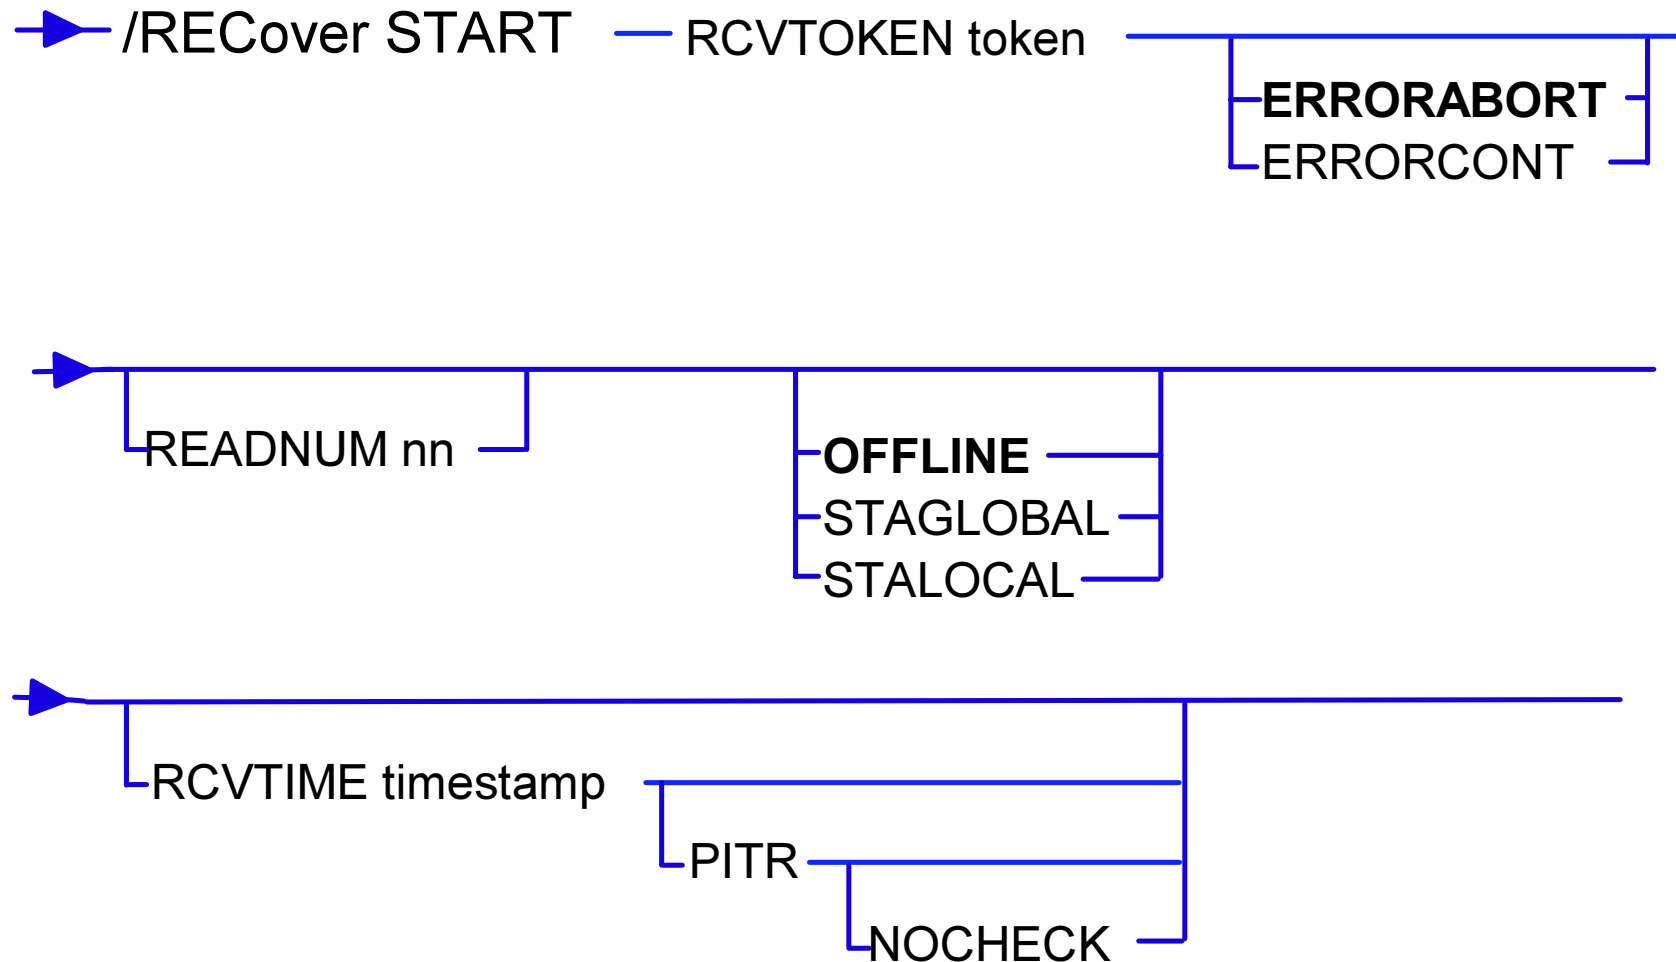 /RECover START RCVTOKEN token
ERRORABORT
ERRORCONT
READNUM nn
OFFLINE
STAGLOBAL
STALOCAL
RCVTIME timestamp
PITR
NOCHECK